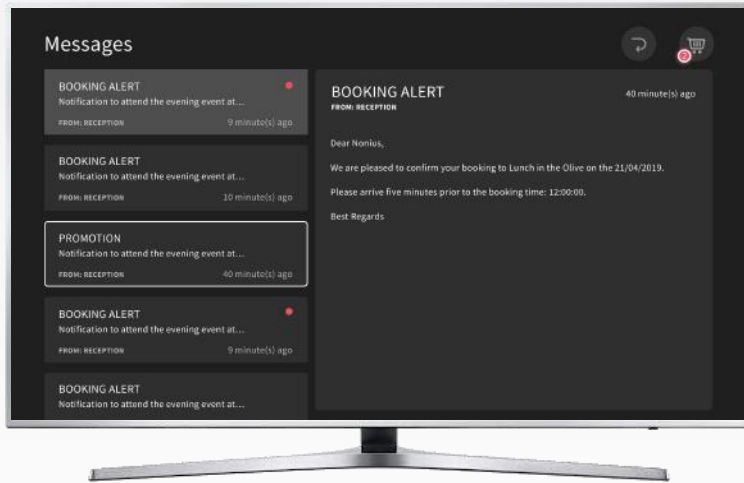 Messages
2
BOOKING ALERT
Notification to attend the evening event at...
FROM: RECEPTION 9 minute(s) ago
BOOKING ALERT
Notification to attend the evening event at...
FROM: RECEPTION 10 minute(s) ago
PROMOTION
Notification to attend the evening event at...
FROM: RECEPTION 40 minute(s) ago
BOOKING ALERT
Notification to attend the evening event at...
FROM: RECEPTION 9 minute(s) ago
BOOKING ALERT
Notification to attend the evening event at...
BOOKING ALERT 40 minute(s) ago
FROM: RECEPTION
Dear Nonius,
We are pleased to confirm your booking to Lunch in the Olive on the 21/04/2019.
Please arrive five minutes prior to the booking time: 12:00:00.
Best Regards